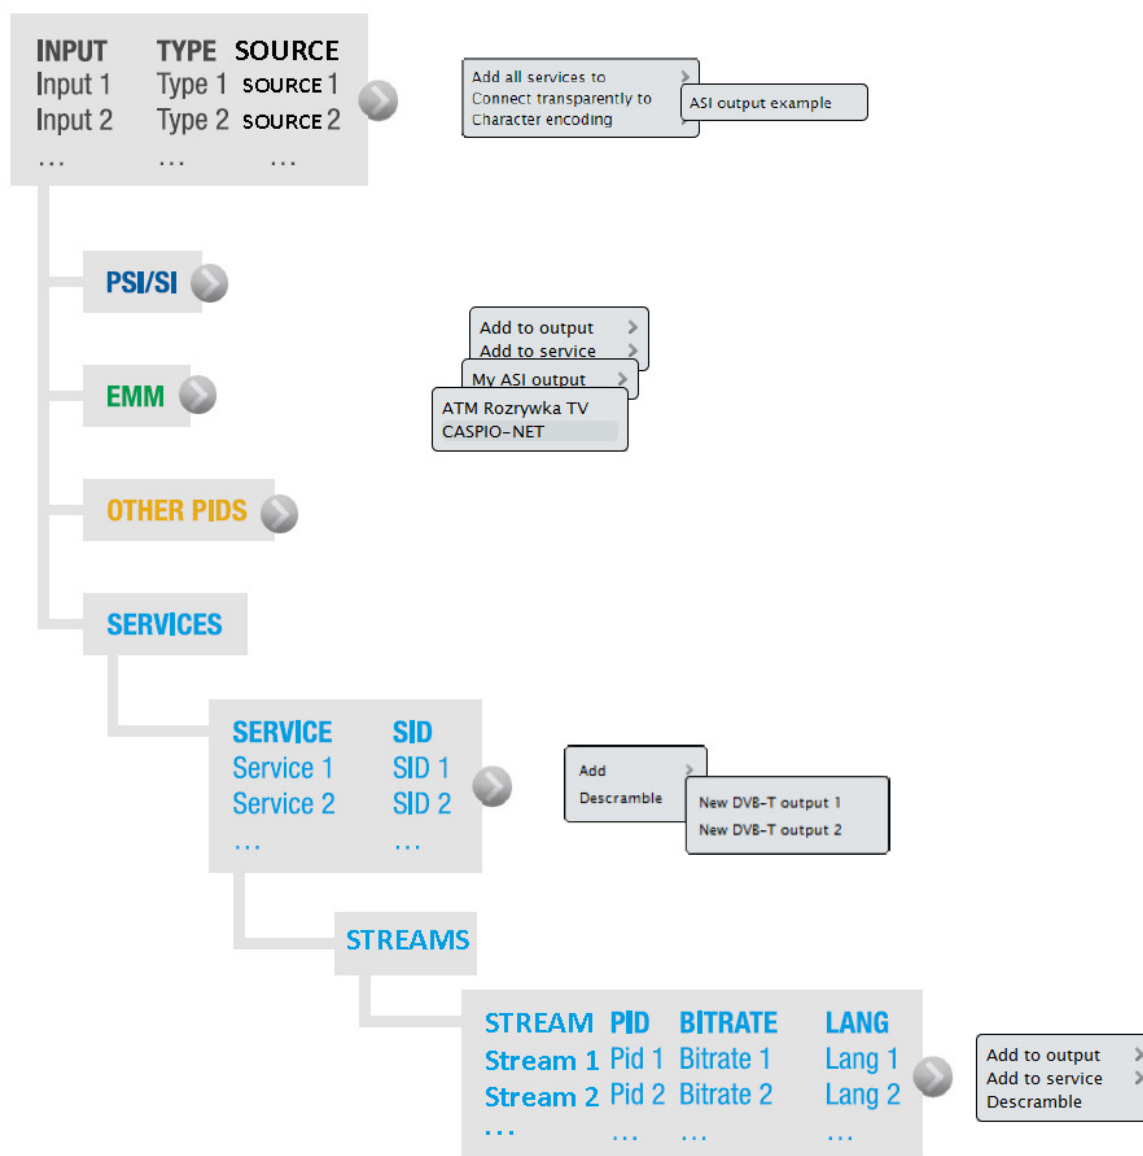 INPUT TYPE SOURCE
Input 1 Type 1 SOURCE 1
Input 2 Type 2 SOURCE 2
... ... ...
Add all services to
Connect transparently to
Character encoding
ASI output example
PSI/SI
EMM
Add to output
Add to service
My ASI output
ATM Rozrywka TV
CASPIO-NET
OTHER PIDS
SERVICES
SERVICE SID
Service 1 SID 1
Service 2 SID 2
... ...
Add
Descramble
New DVB-T output 1
New DVB-T output 2
STREAMS
STREAM PID BITRATE LANG
Stream 1 Pid 1 Bitrate 1 Lang 1
Stream 2 Pid 2 Bitrate 2 Lang 2
... ... ... ...
Add to output
Add to service
Descramble